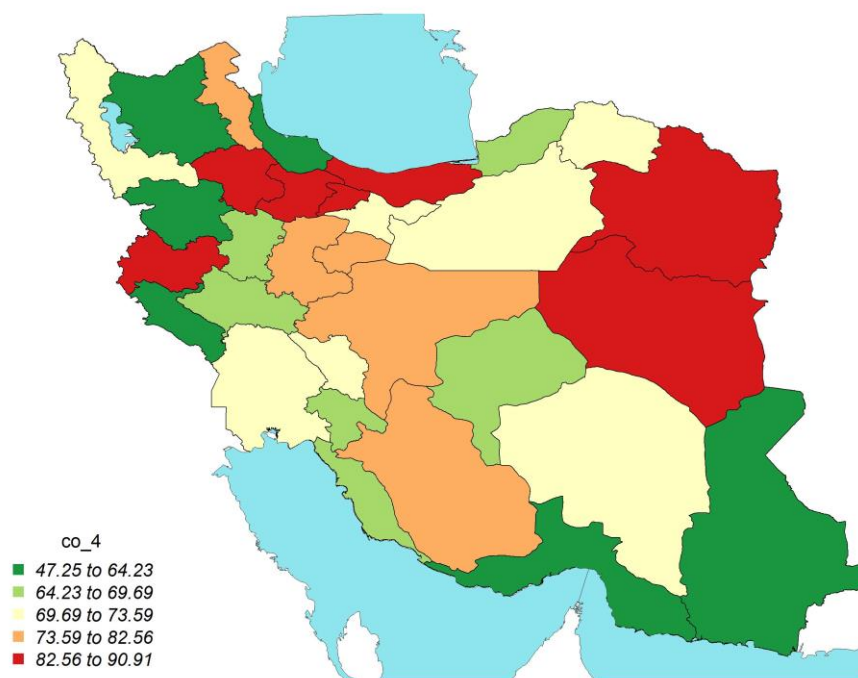 co_4
47.25 to 64.23
64.23 to 69.69
69.69 to 73.59
73.59 to 82.56
82.56 to 90.91